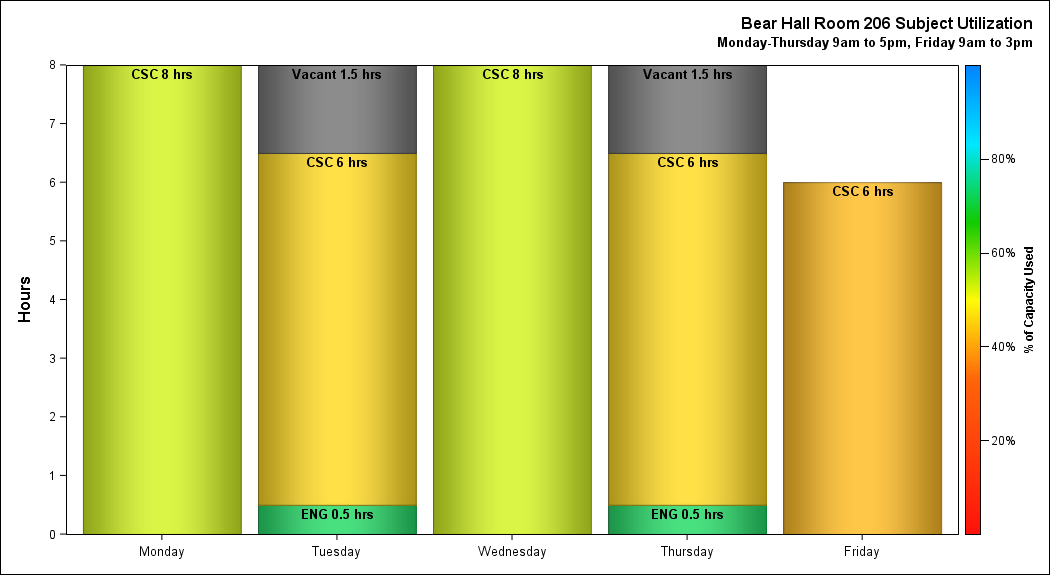 Bear Hall Room 206 Subject Utilization
Monday-Thursday 9am to 5pm, Friday 9am to 3pm
Hours
8
7
6
5
4
3
2
1
0
CSC 8 hrs
Vacant 1.5 hrs
CSC 6 hrs
ENG 0.5 hrs
CSC 8 hrs
Vacant 1.5 hrs
CSC 6 hrs
ENG 0.5 hrs
CSC 6 hrs
Monday
Tuesday
Wednesday
Thursday
Friday
80%
60%
40%
20%
% of Capacity Used